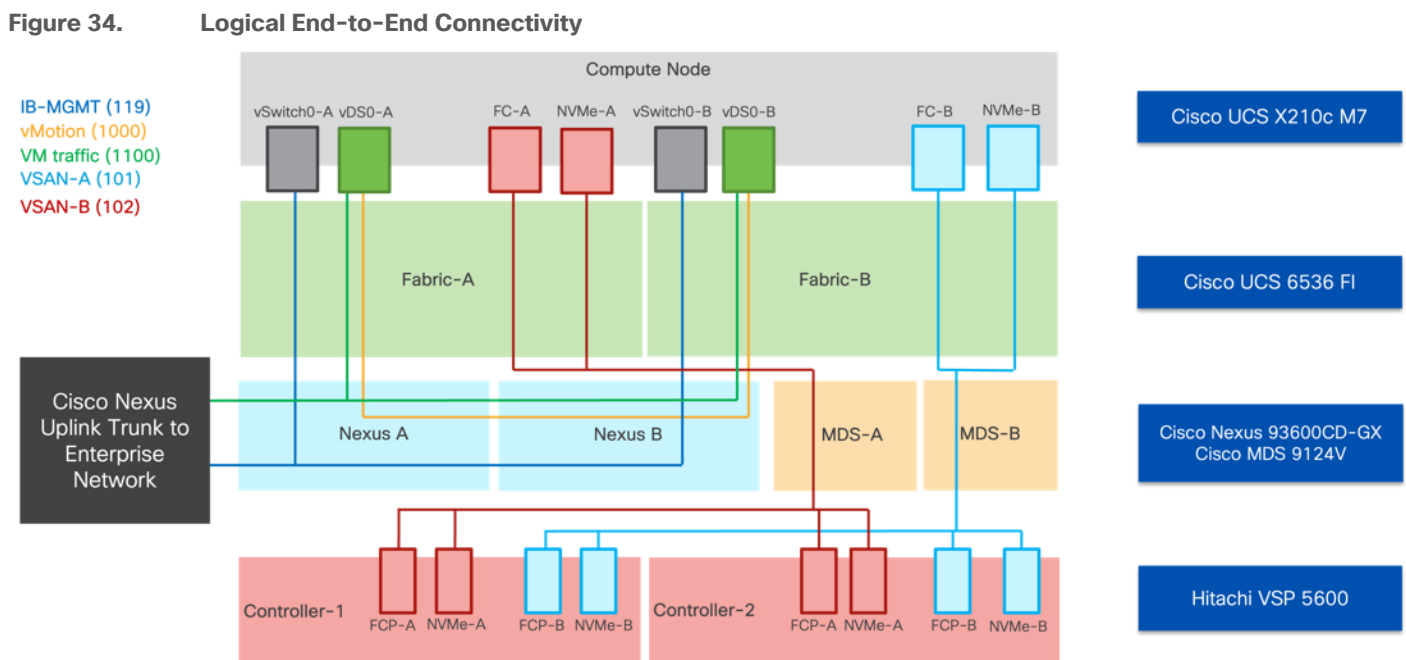 Figure 34. Logical End-to-End Connectivity
Compute Node
IB-MGMT (119)
vMotion (1000)
VM traffic (1100)
VSAN-A (101)
VSAN-B (102)
vSwitch0-A vDS0-A FC-A NVMe-A vSwitch0-B vDS0-B FC-B NVMe-B
Cisco UCS X210c M7
Fabric-A Fabric-B
Cisco UCS 6536 FI
Cisco Nexus
Uplink Trunk to
Enterprise
Network
Nexus A Nexus B MDS-A MDS-B
Cisco Nexus 93600CD-GX
Cisco MDS 9124V
Controller-1 Controller-2
FCP-A NVMe-A FCP-B NVMe-B FCP-A NVMe-A FCP-B NVMe-B
Hitachi VSP 5600